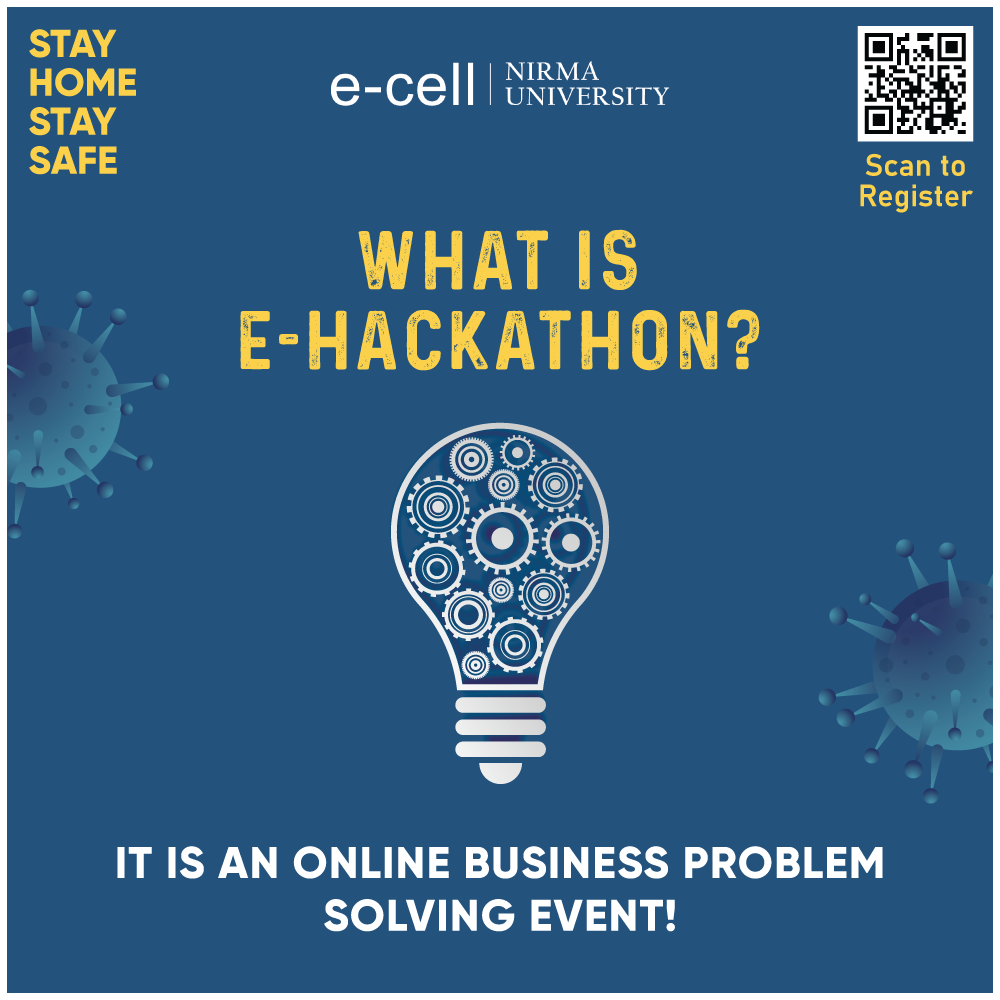 STAY
HOME
STAY
SAFE
e-cell
NIRMA
UNIVERSITY
Scan to
Register
WHAT IS
E-HACKATHON?
IT IS AN ONLINE BUSINESS PROBLEM
SOLVING EVENT!